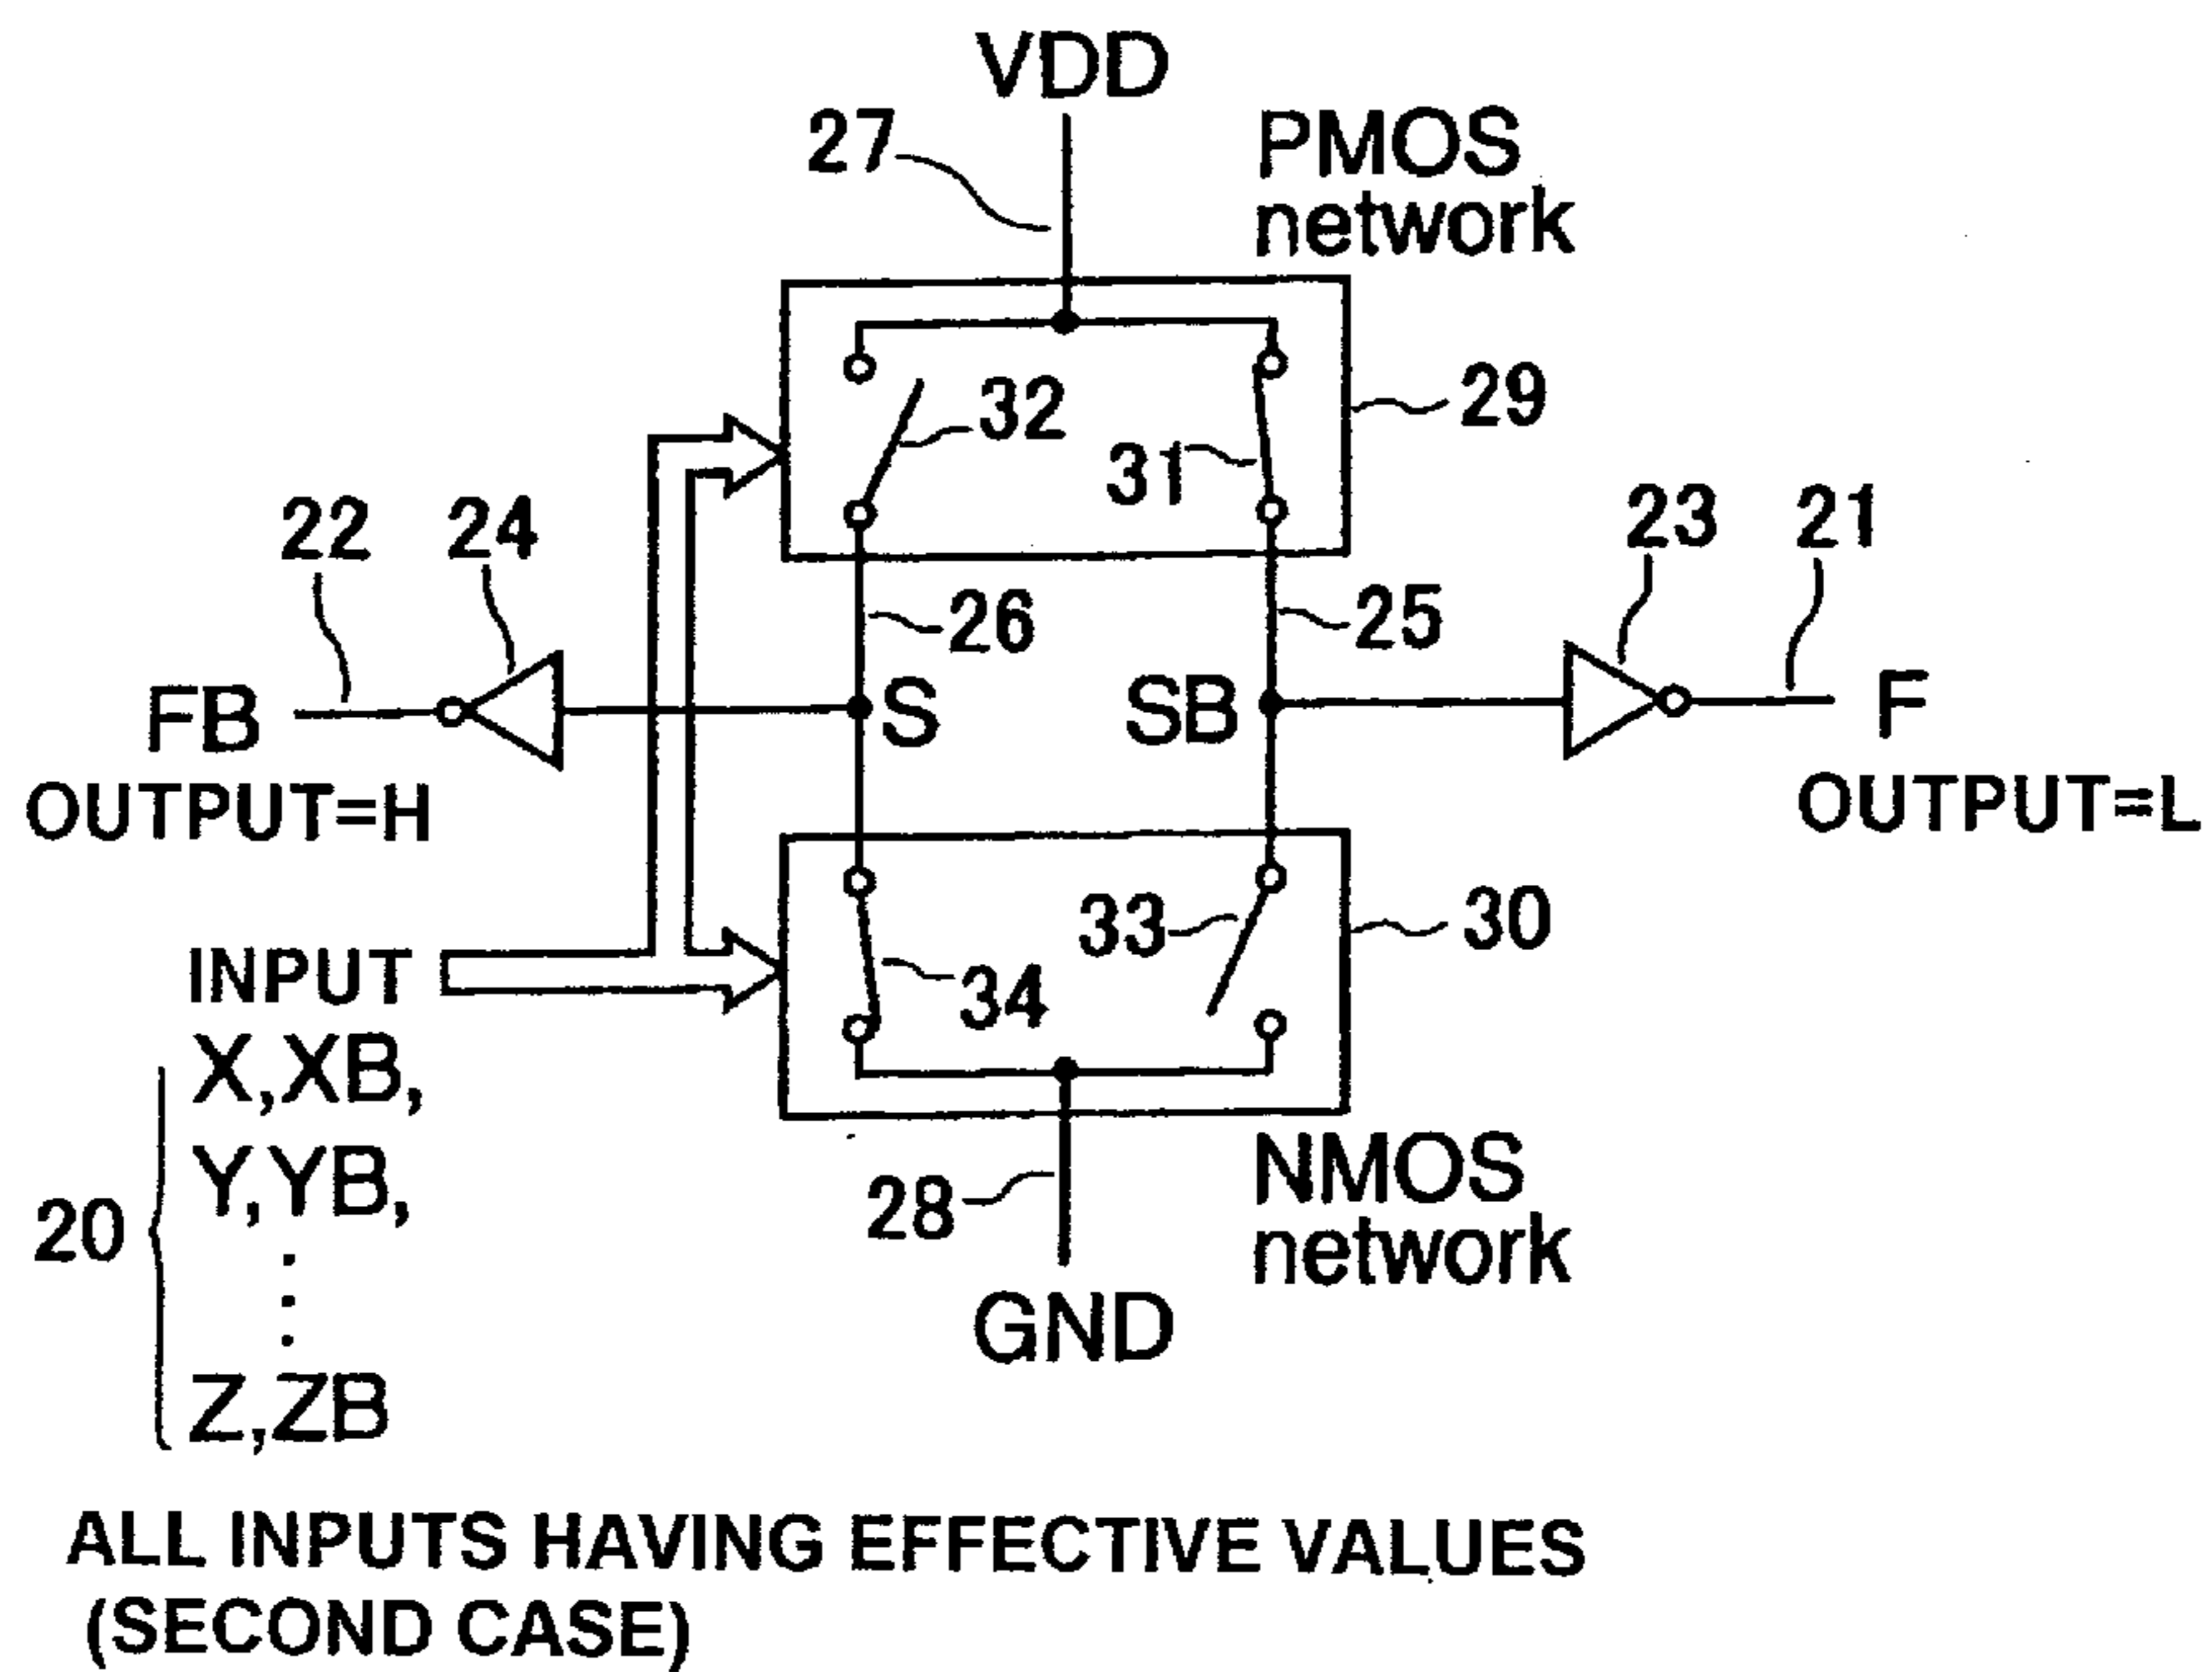 VDD
27
PMOS
network
32
29
31
22
24
23
21
26
25
FB
S
SB
F
OUTPUT=H
OUTPUT=L
33
30
INPUT
34
X,XB,
Y,YB,
20
28
NMOS
network
GND
Z,ZB
ALL INPUTS HAVING EFFECTIVE VALUES
(SECOND CASE)